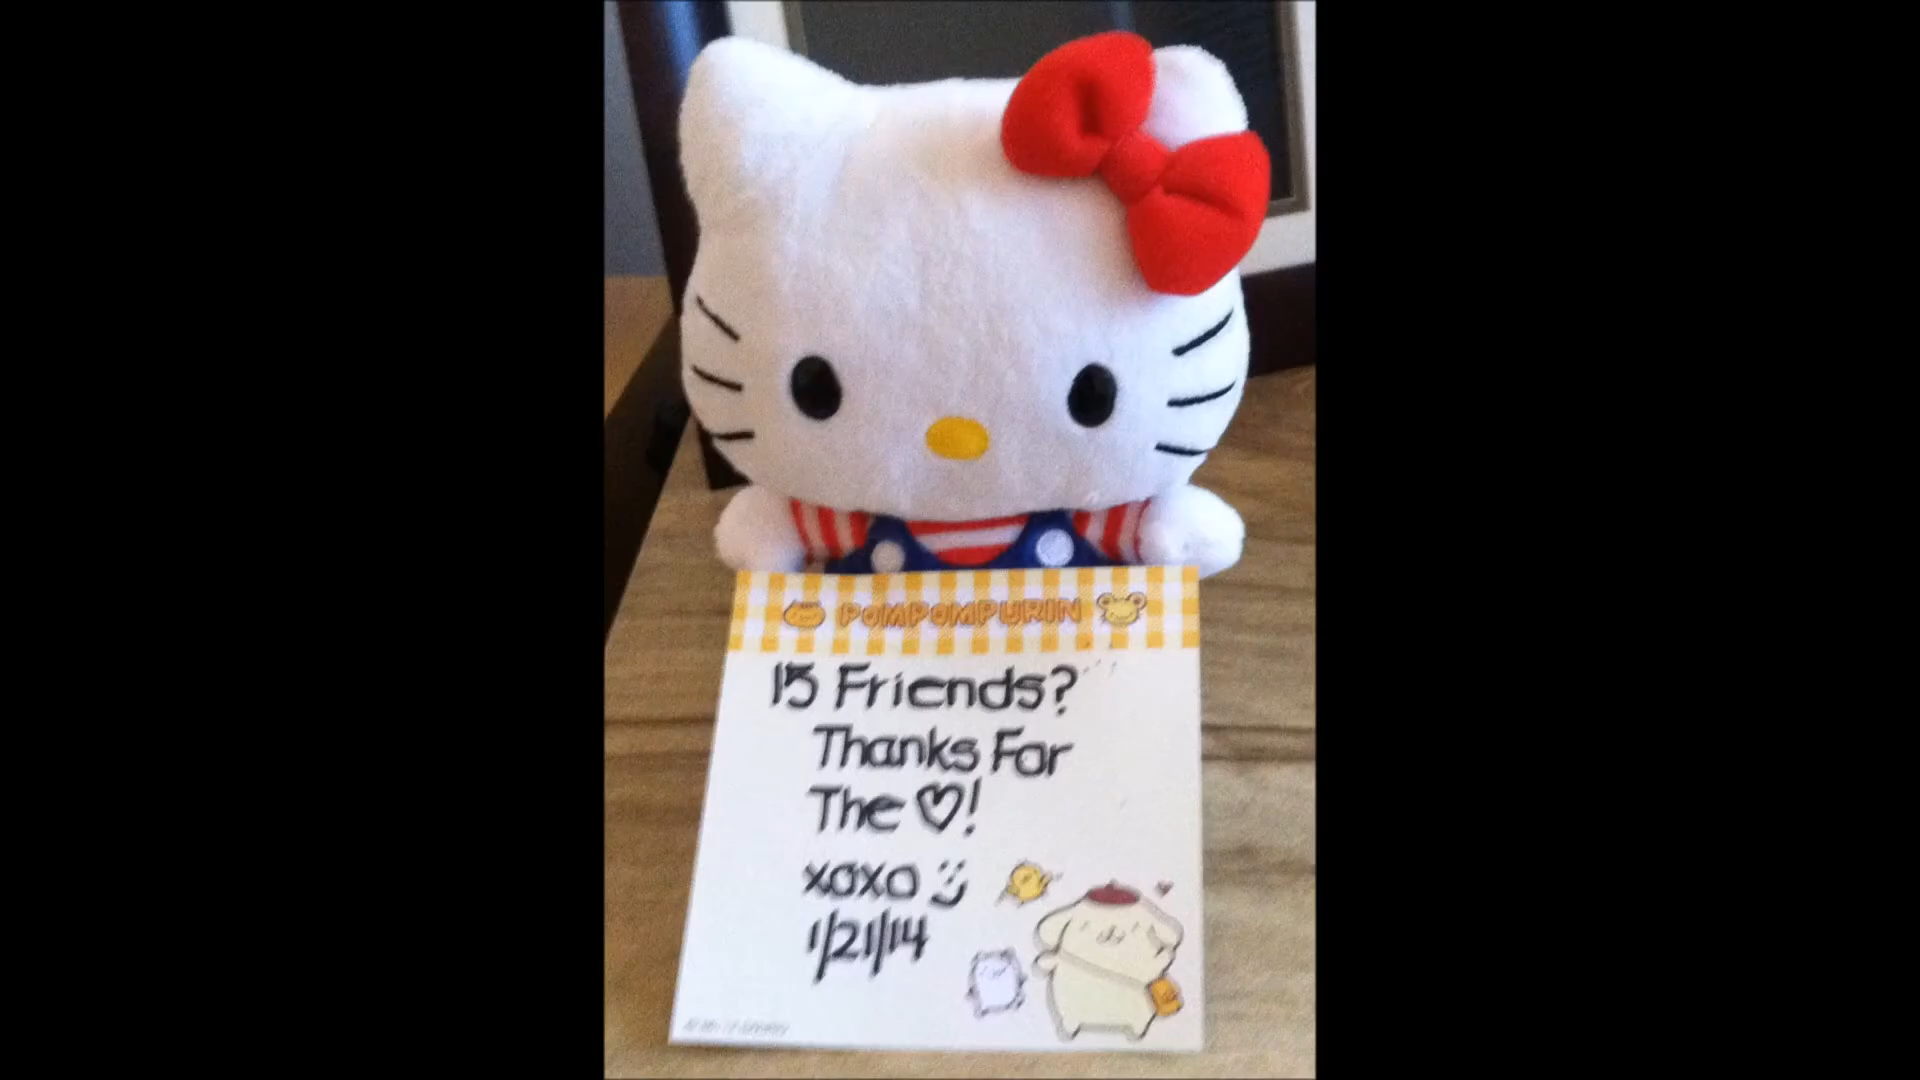 POMPOMPURIN
15 Friends?
Thanks For
The ♡!
xoxo
1/21/14